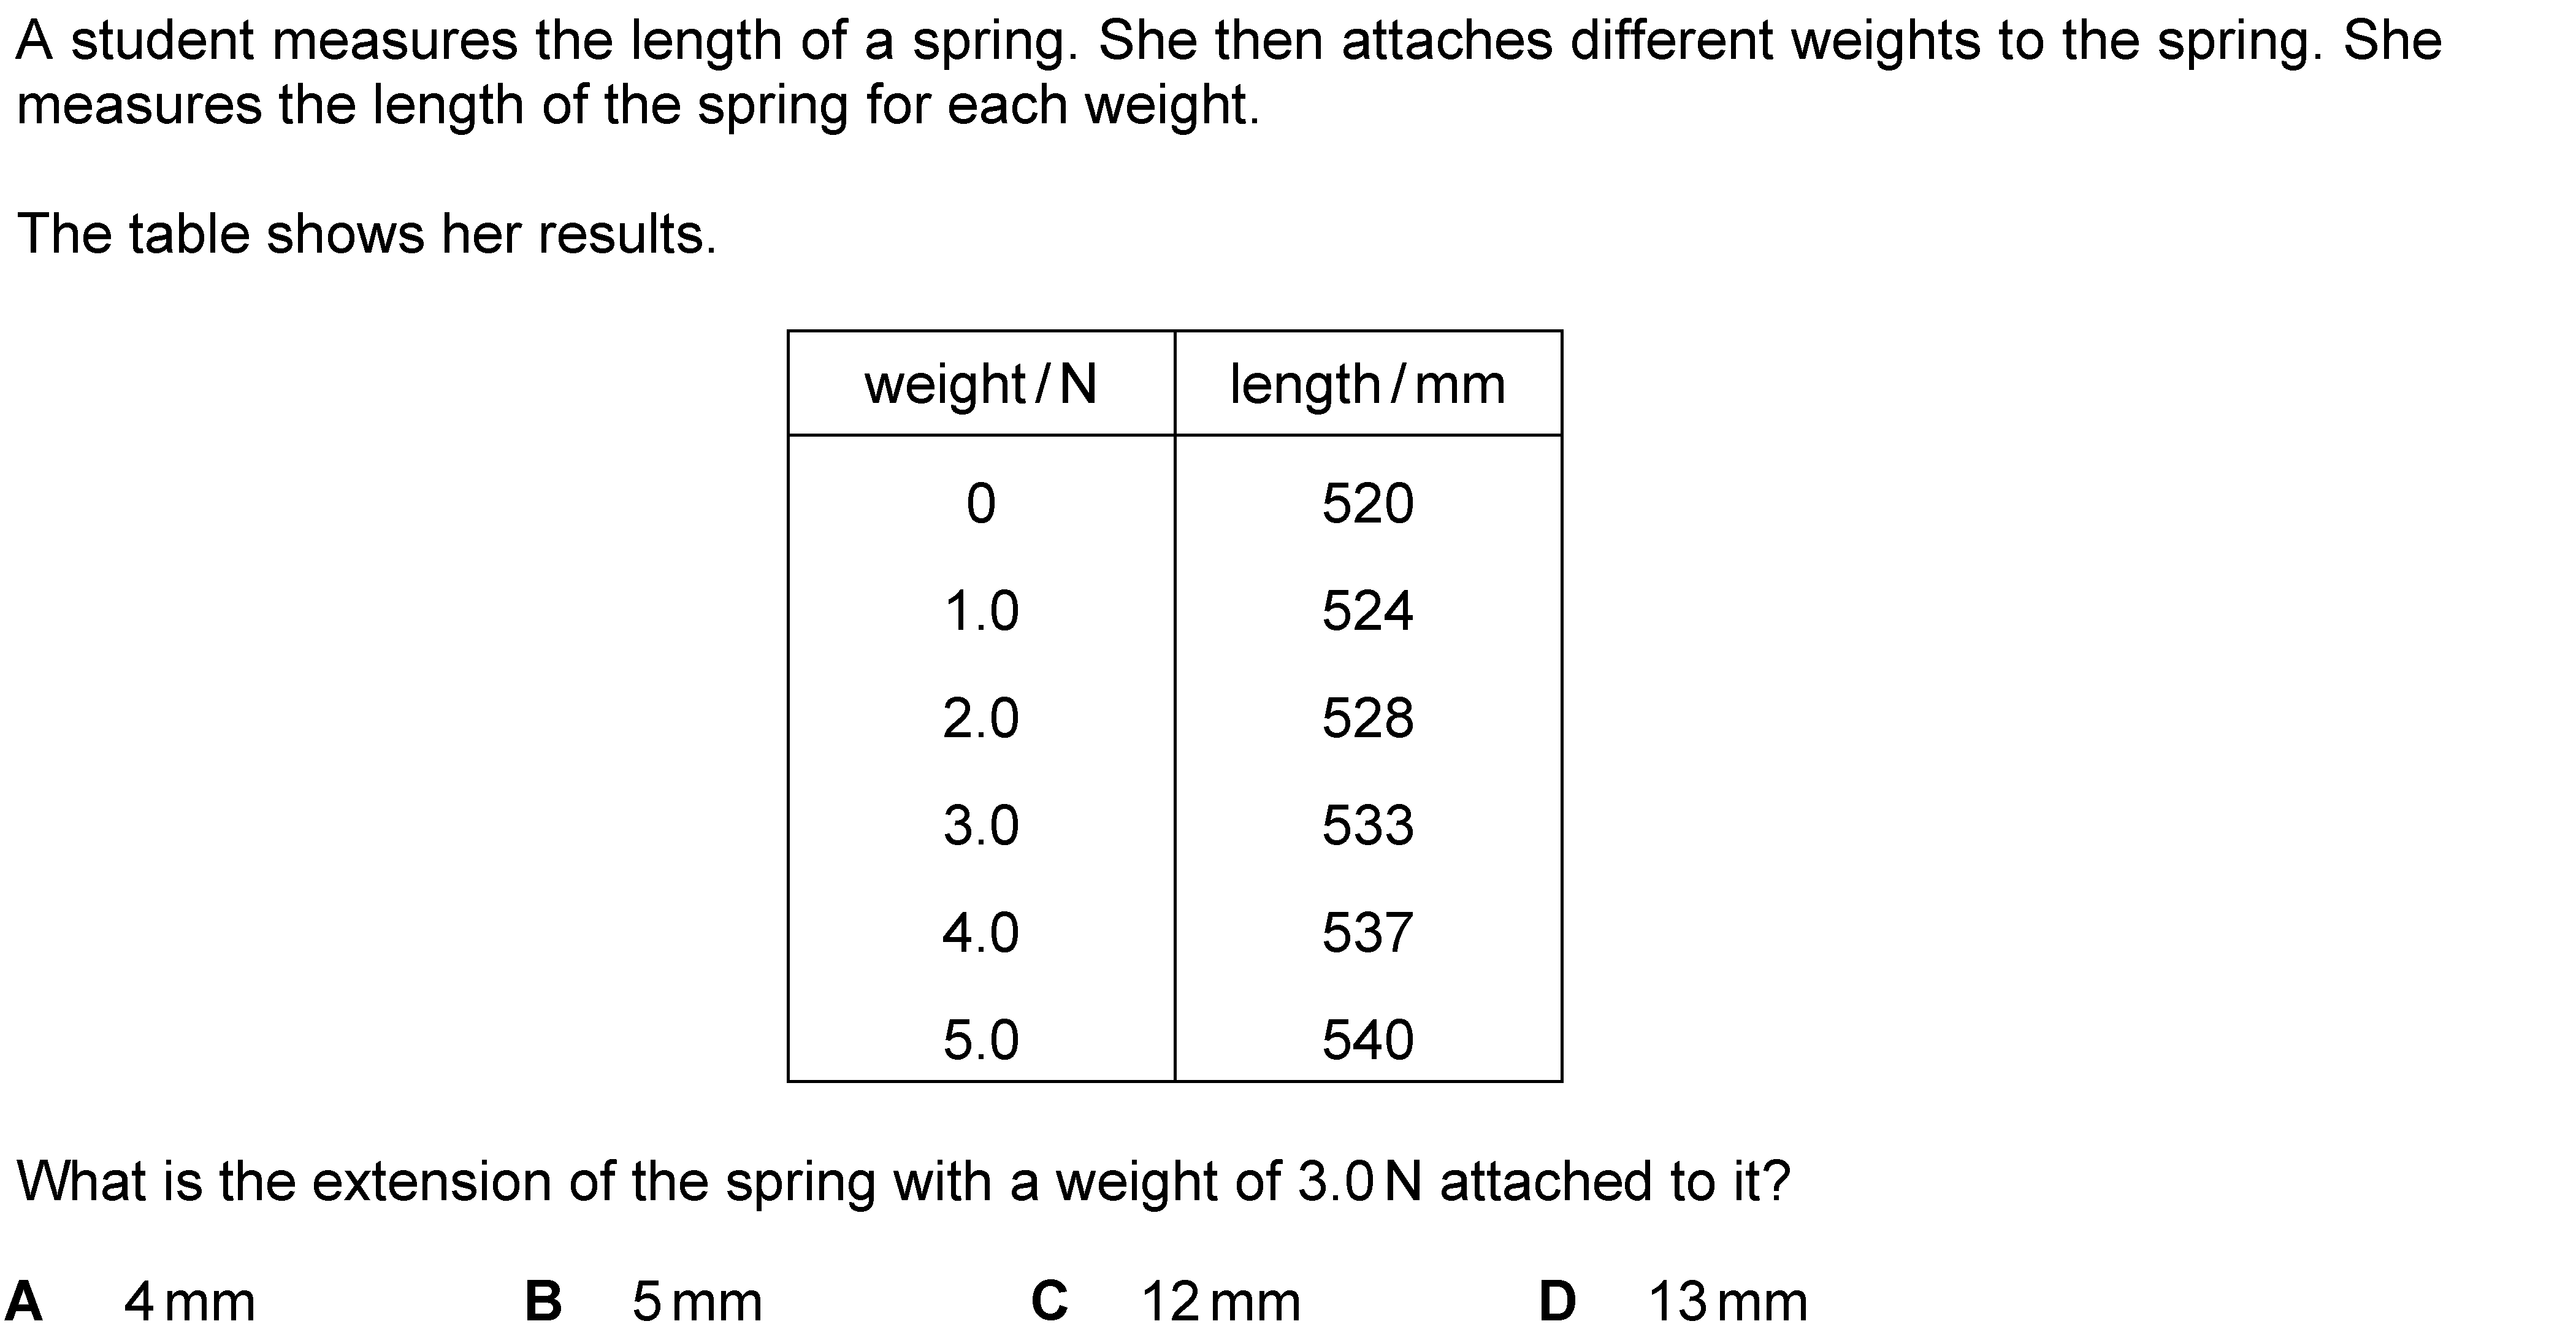 A student measures the length of a spring. She then attaches different weights to the spring. She
measures the length of the spring for each weight.
The table shows her results.
weight / N length / mm
0 520
1.0 524
2.0 528
3.0 533
4.0 537
5.0 540
What is the extension of the spring with a weight of 3.0 N attached to it?
A 4 mm B 5 mm C 12 mm D 13 mm